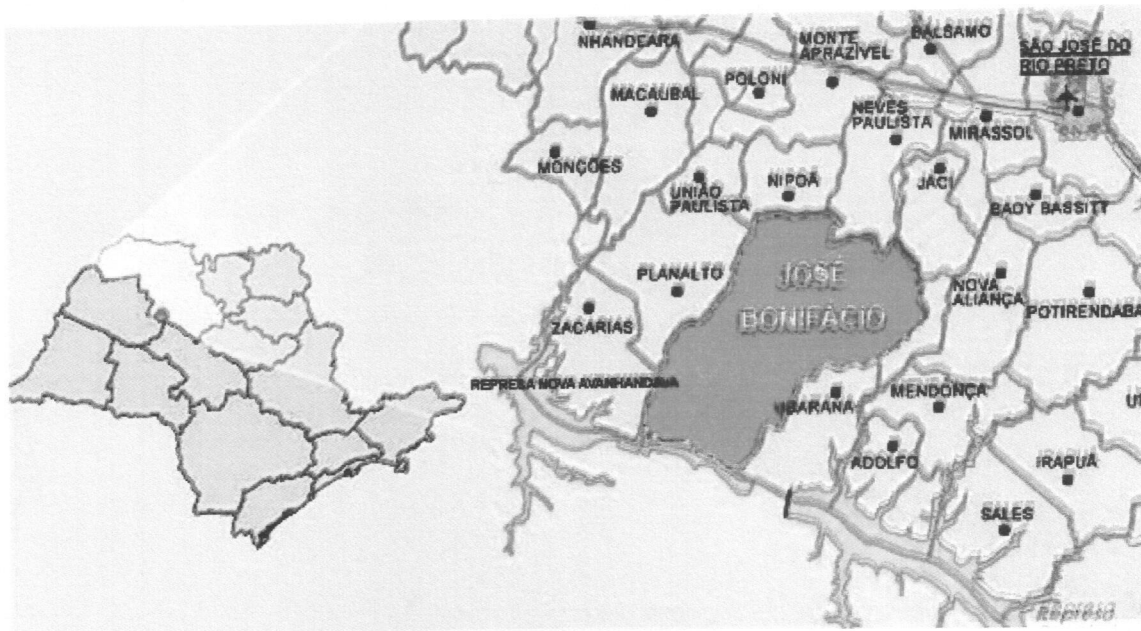 NHANDEARA
MONTE
APRAZÍVEL
BÁLSAMO
SÃO JOSÉ DO
RIO PRETO
MACAUBAL
POLONI
NEVES
PAULISTA
MIRASSOL
MONÇÕES
UNIÃO
PAULISTA
NIPOÃ
JACI
BADY BASSITT
PLANALTO
JOSÉ
BONIFÁCIO
NOVA
ALIANÇA
POTIRENDABA
ZACARIAS
REPRESA NOVA AVANHANDAVA
UBARANA
MENDONÇA
ADOLFO
IRAPUÃ
SALES
Represa